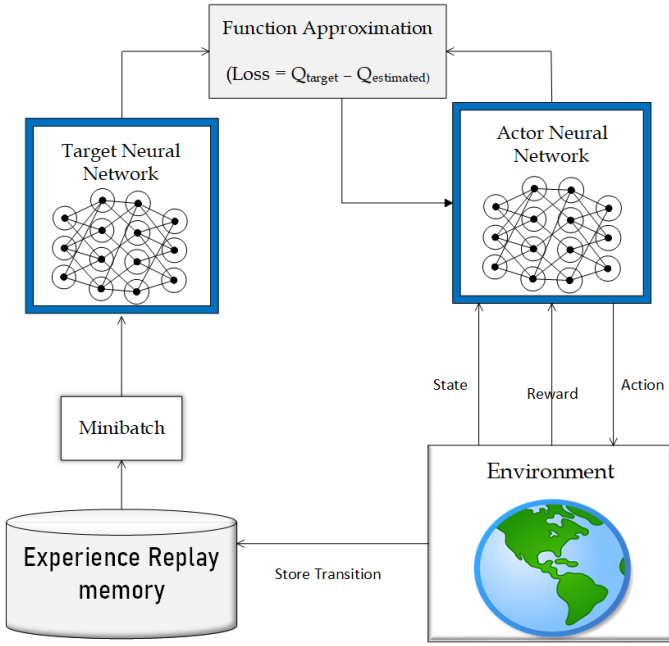 Function Approximation
(Loss = Qtarget – Qestimated)
Target Neural
Network
Actor Neural
Network
State
Reward
Action
Minibatch
Environment
Experience Replay
memory
Store Transition